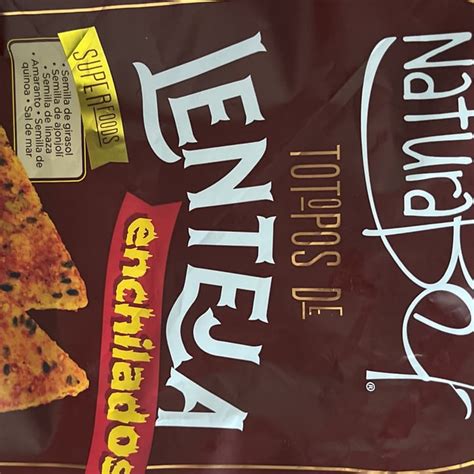 NaturaBar®
TOTOPOS DE
LENTEJA
enchilados
SUPERFOODS
• Semilla de girasol
• Semilla de ajonjolí
• Semilla de linaza
• Amaranto • Semilla de
quinoa • Sal de mar